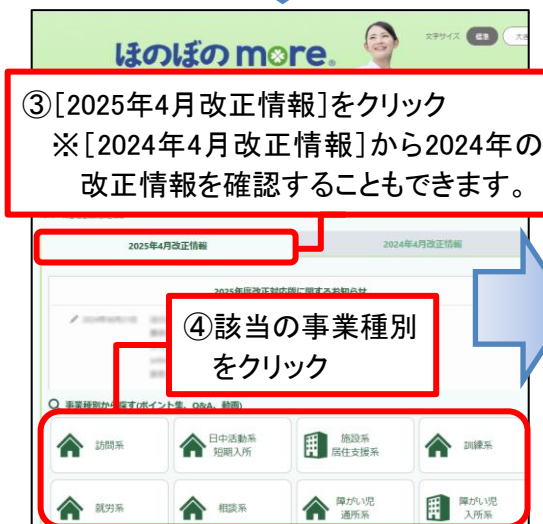 ほのぼの more®
文字サイズ 標準
③[2025年4月改正情報]をクリック
※[2024年4月改正情報]から2024年の
改正情報を確認することもできます。
2025年4月改正情報
2024年4月改正情報
2025年度改正対応版に関するお知らせ
④該当の事業種別
をクリック
事業種別から探す(ポイント集、Q&A、動画)
訪問系
日中活動系
短期入所
施設系
居住支援系
訓練系
就労系
相談系
障がい児
通所系
障がい児
入所系